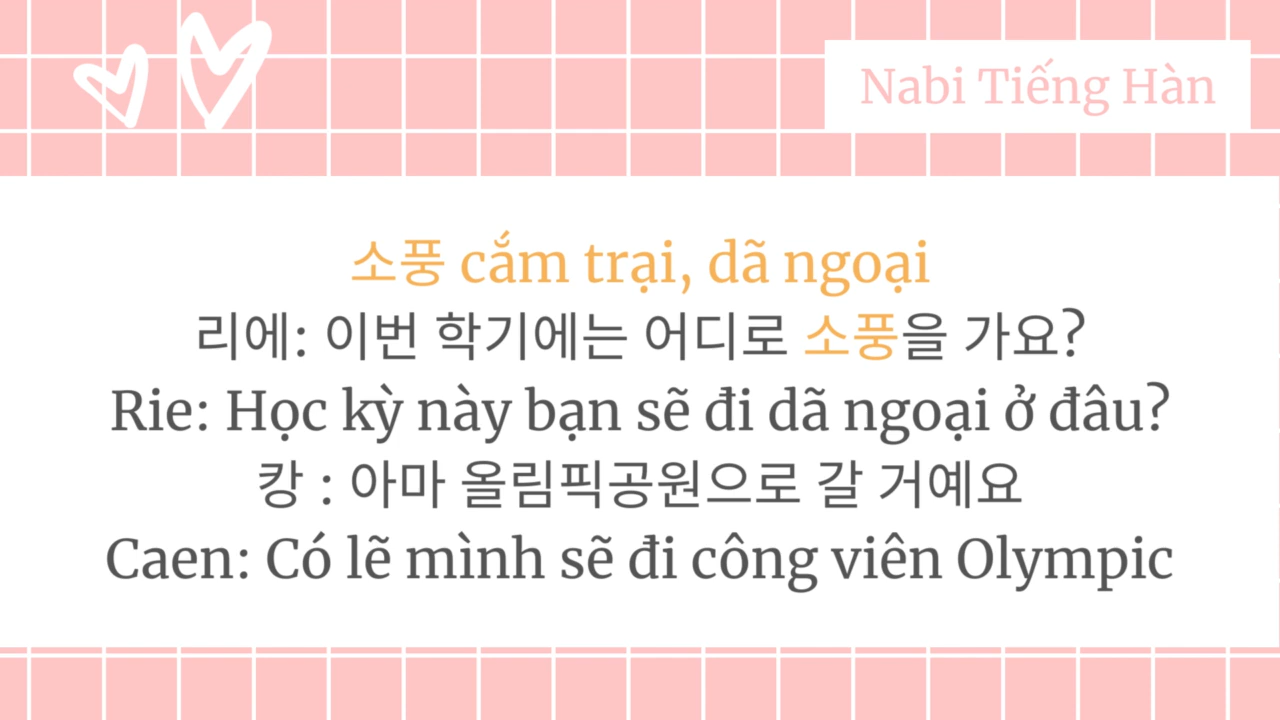 Nabi Tiếng Hàn
소풍 cắm trại, dã ngoại
리에: 이번 학기에는 어디로 소풍을 가요?
Rie: Học kỳ này bạn sẽ đi dã ngoại ở đâu?
캉 : 아마 올림픽공원으로 갈 거예요
Caen: Có lẽ mình sẽ đi công viên Olympic